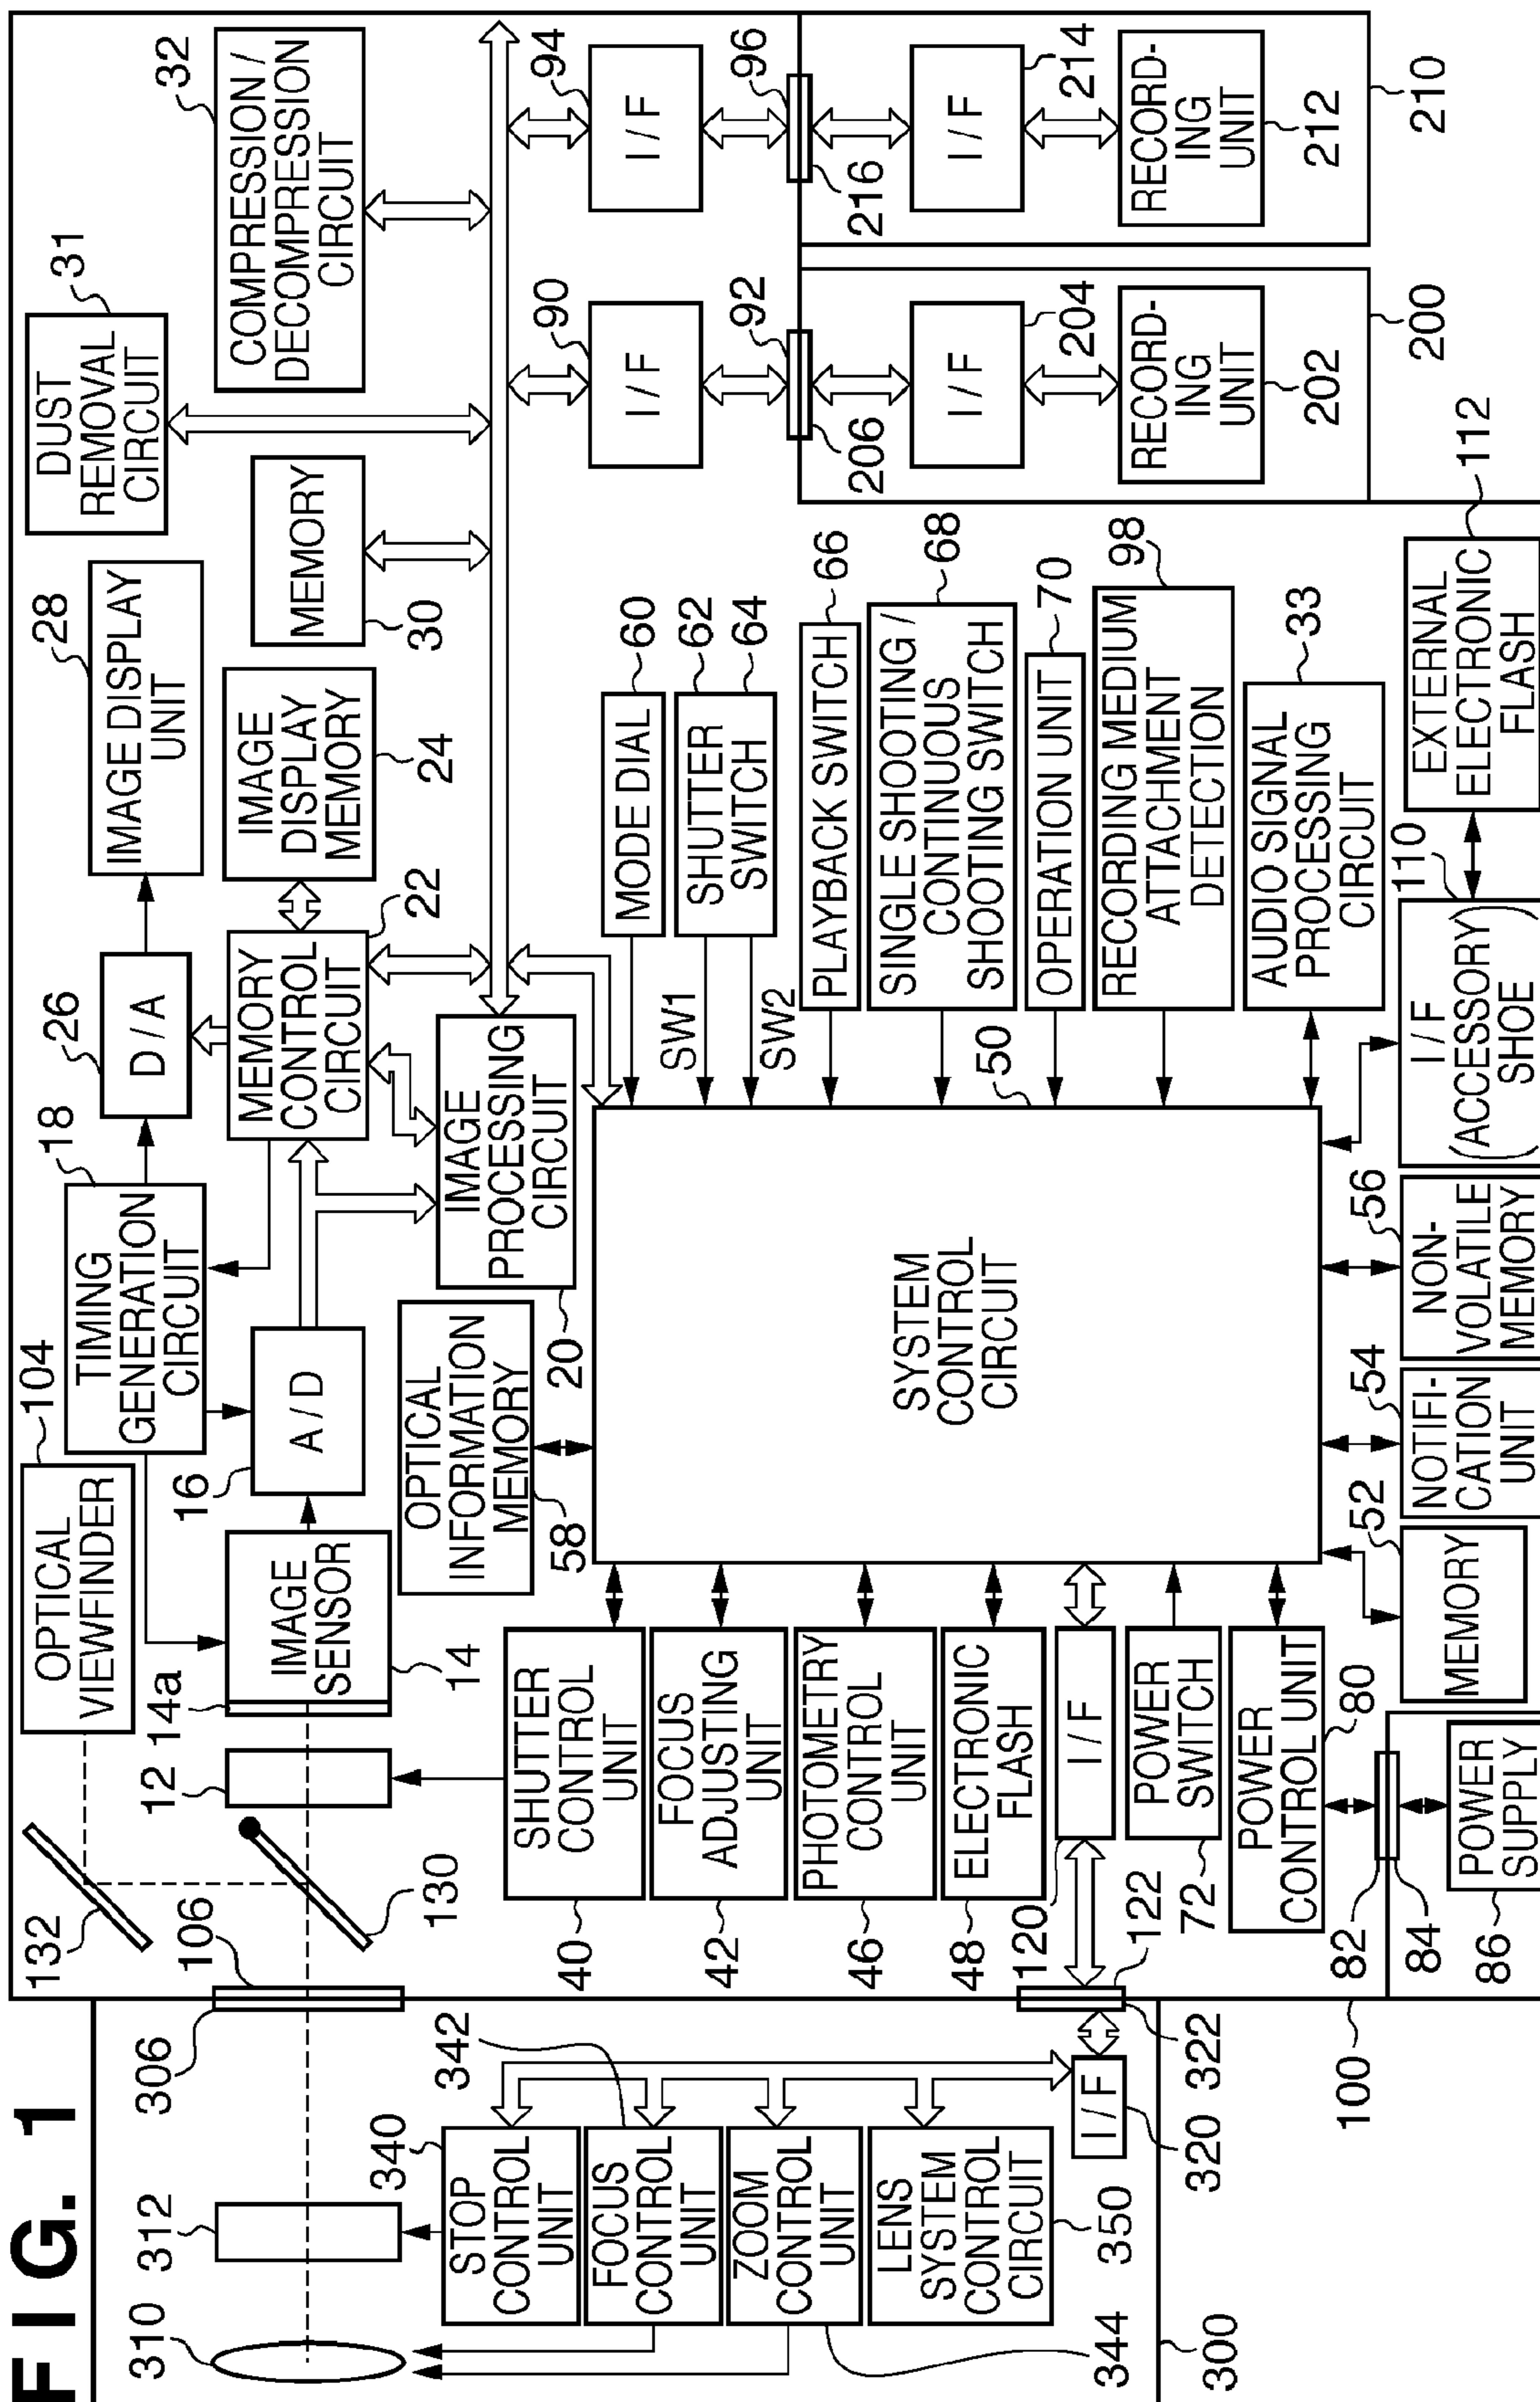 FIG. 1
310
312
306
106
132
130
12
14a
14
IMAGE
SENSOR
OPTICAL
VIEWFINDER
104
16
A / D
TIMING
GENERATION
CIRCUIT
18
26
D / A
IMAGE DISPLAY
UNIT
28
MEMORY
CONTROL
CIRCUIT
22
IMAGE
DISPLAY
MEMORY
24
MEMORY
30
DUST
REMOVAL
CIRCUIT
31
COMPRESSION /
DECOMPRESSION
CIRCUIT
32
IMAGE
PROCESSING
CIRCUIT
20
OPTICAL
INFORMATION
MEMORY
58
340
STOP
CONTROL
UNIT
342
FOCUS
CONTROL
UNIT
ZOOM
CONTROL
UNIT
344
LENS
SYSTEM
CONTROL
CIRCUIT
350
I / F
320
322
300
SHUTTER
CONTROL
UNIT
40
FOCUS
ADJUSTING
UNIT
42
PHOTOMETRY
CONTROL
UNIT
46
ELECTRONIC
FLASH
48
I / F
120
122
POWER
SWITCH
72
POWER
CONTROL UNIT
80
82
84
POWER
SUPPLY
86
100
SYSTEM
CONTROL
CIRCUIT
50
MODE DIAL
60
SW1
SHUTTER
SWITCH
62
64
SW2
PLAYBACK SWITCH
66
SINGLE SHOOTING /
CONTINUOUS
SHOOTING SWITCH
68
OPERATION UNIT
70
RECORDING MEDIUM
ATTACHMENT
DETECTION
98
AUDIO SIGNAL
PROCESSING
CIRCUIT
33
MEMORY
52
NOTIFI-
CATION
UNIT
54
NON-
VOLATILE
MEMORY
56
I / F
(ACCESSORY
SHOE)
110
EXTERNAL
ELECTRONIC
FLASH
112
I / F
90
92
206
I / F
204
RECORD-
ING
UNIT
202
200
I / F
94
96
216
I / F
214
RECORD-
ING
UNIT
212
210